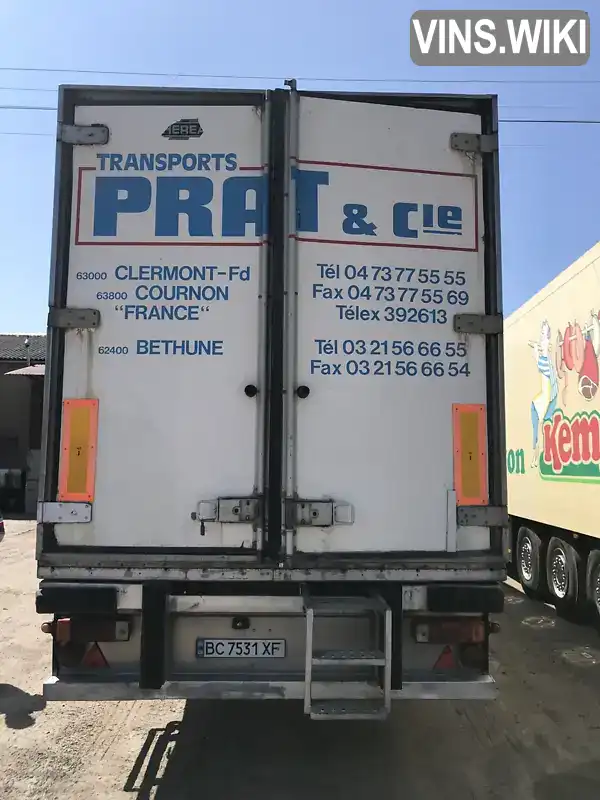 VINS.WIKI
TRANSPORTS
PRAT & Cie
63000 CLERMONT-Fd
63800 COURNON
"FRANCE"
62400 BETHUNE
Tél 04 73 77 55 55
Fax 04 73 77 55 69
Télex 392613
Tél 03 21 56 66 55
Fax 03 21 56 66 54
BC 7531 XF
Kem
on